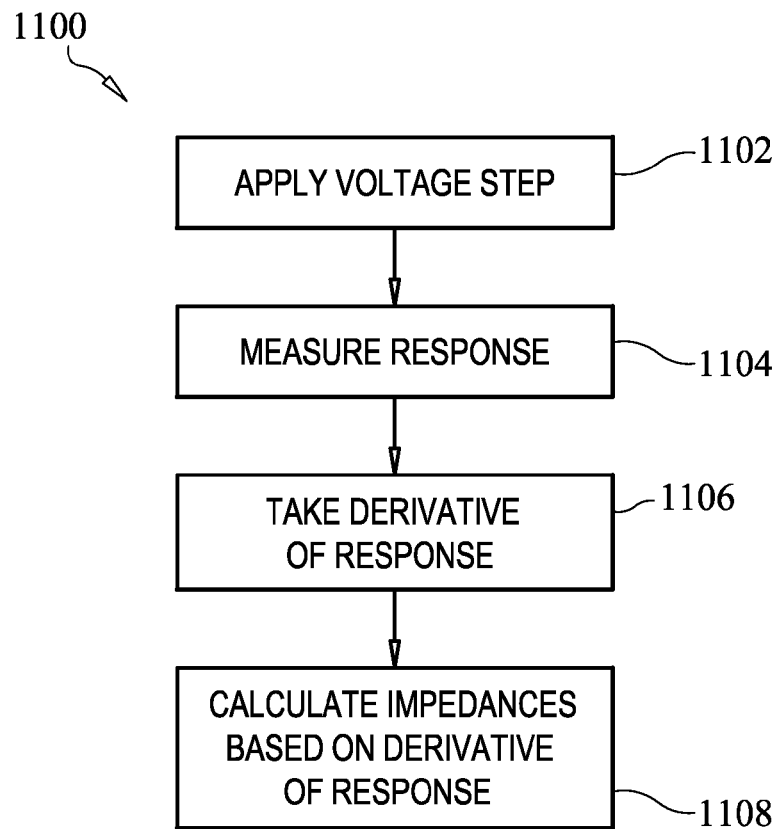 1100
APPLY VOLTAGE STEP
1102
MEASURE RESPONSE
1104
TAKE DERIVATIVE
OF RESPONSE
1106
CALCULATE IMPEDANCES
BASED ON DERIVATIVE
OF RESPONSE
1108